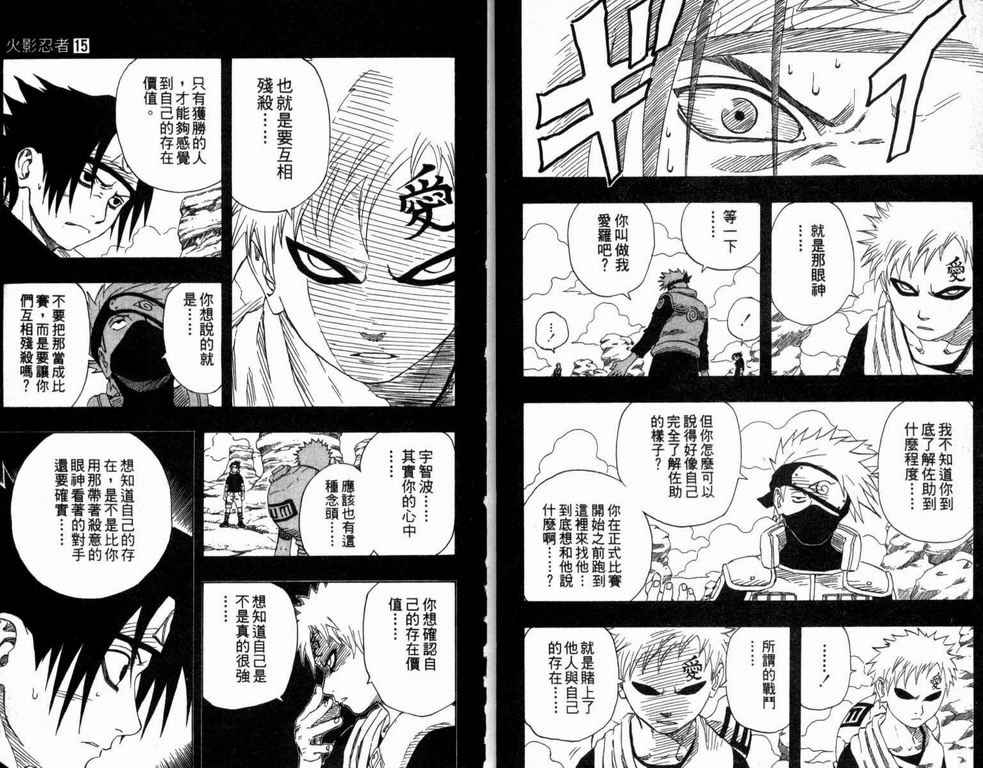 火影忍者 15
ギ
イ
就是那眼神
……
愛
等一下
……
你叫做我
愛羅吧？
！
…！
我不知道你到
底了解佐助到
什麼程度……
但你怎麼可以
說得好像自己
完全了解佐助
的樣子？
你在正式比賽
開始之前跑到
這裡來找他…
到底想和他說
什麼啊……？
……
所謂的戰鬥
……
愛
就是賭上了
他人與自己
的存在……
也就是要互相
殘殺……
愛
只有獲勝的人
，才能夠感覺
到自己的存在
價值。
你想說的就
是……
不要把那當成比
賽，而是要讓你
們互相殘殺嗎？
宇智波……
其實你的心中
應該也有這
種念頭……
你想確認自
己的存在價
值……
想知道自己是
不是真的很強
……
想知道自己的存
在，是不是比你
用那帶著殺意的
眼神看著的對手
還要確實……